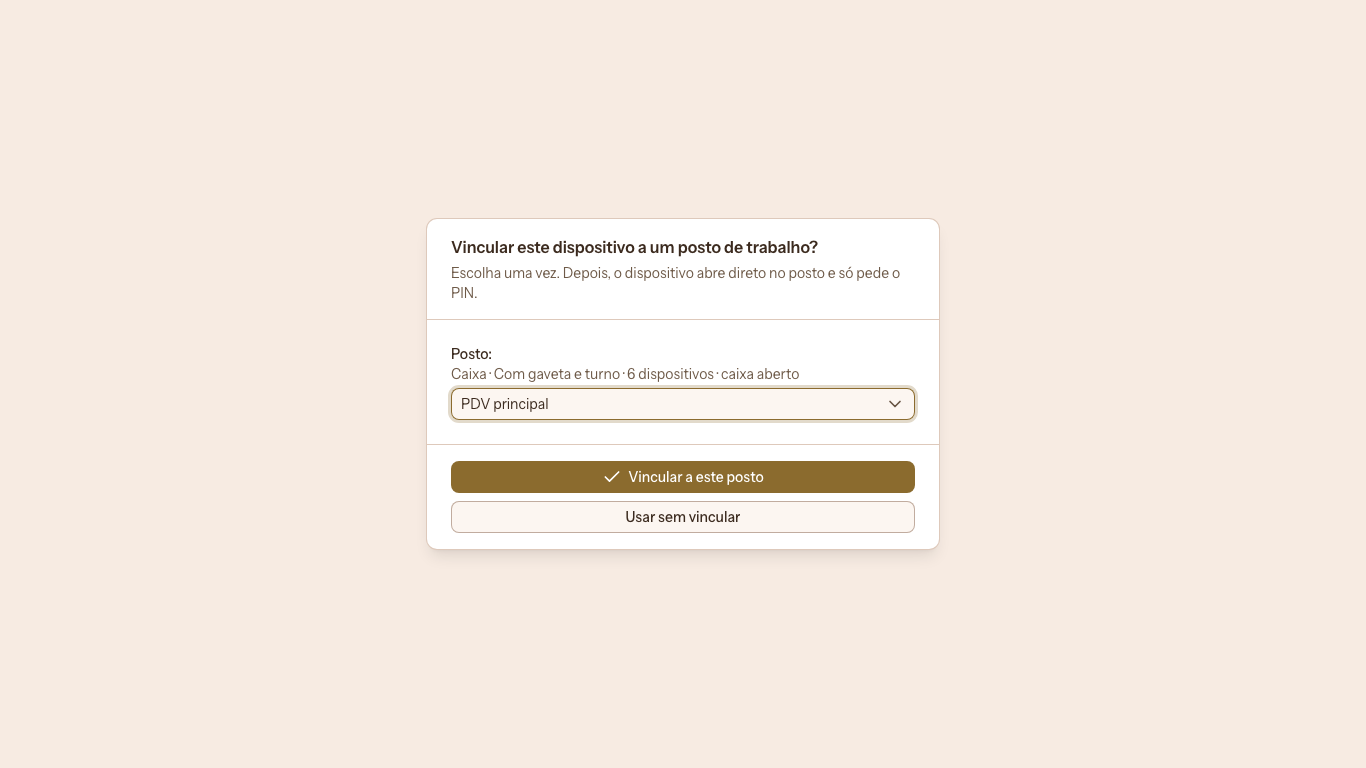 Vincular este dispositivo a um posto de trabalho?
Escolha uma vez. Depois, o dispositivo abre direto no posto e só pede o
PIN.
Posto:
Caixa · Com gaveta e turno · 6 dispositivos · caixa aberto
PDV principal
Vincular a este posto
Usar sem vincular